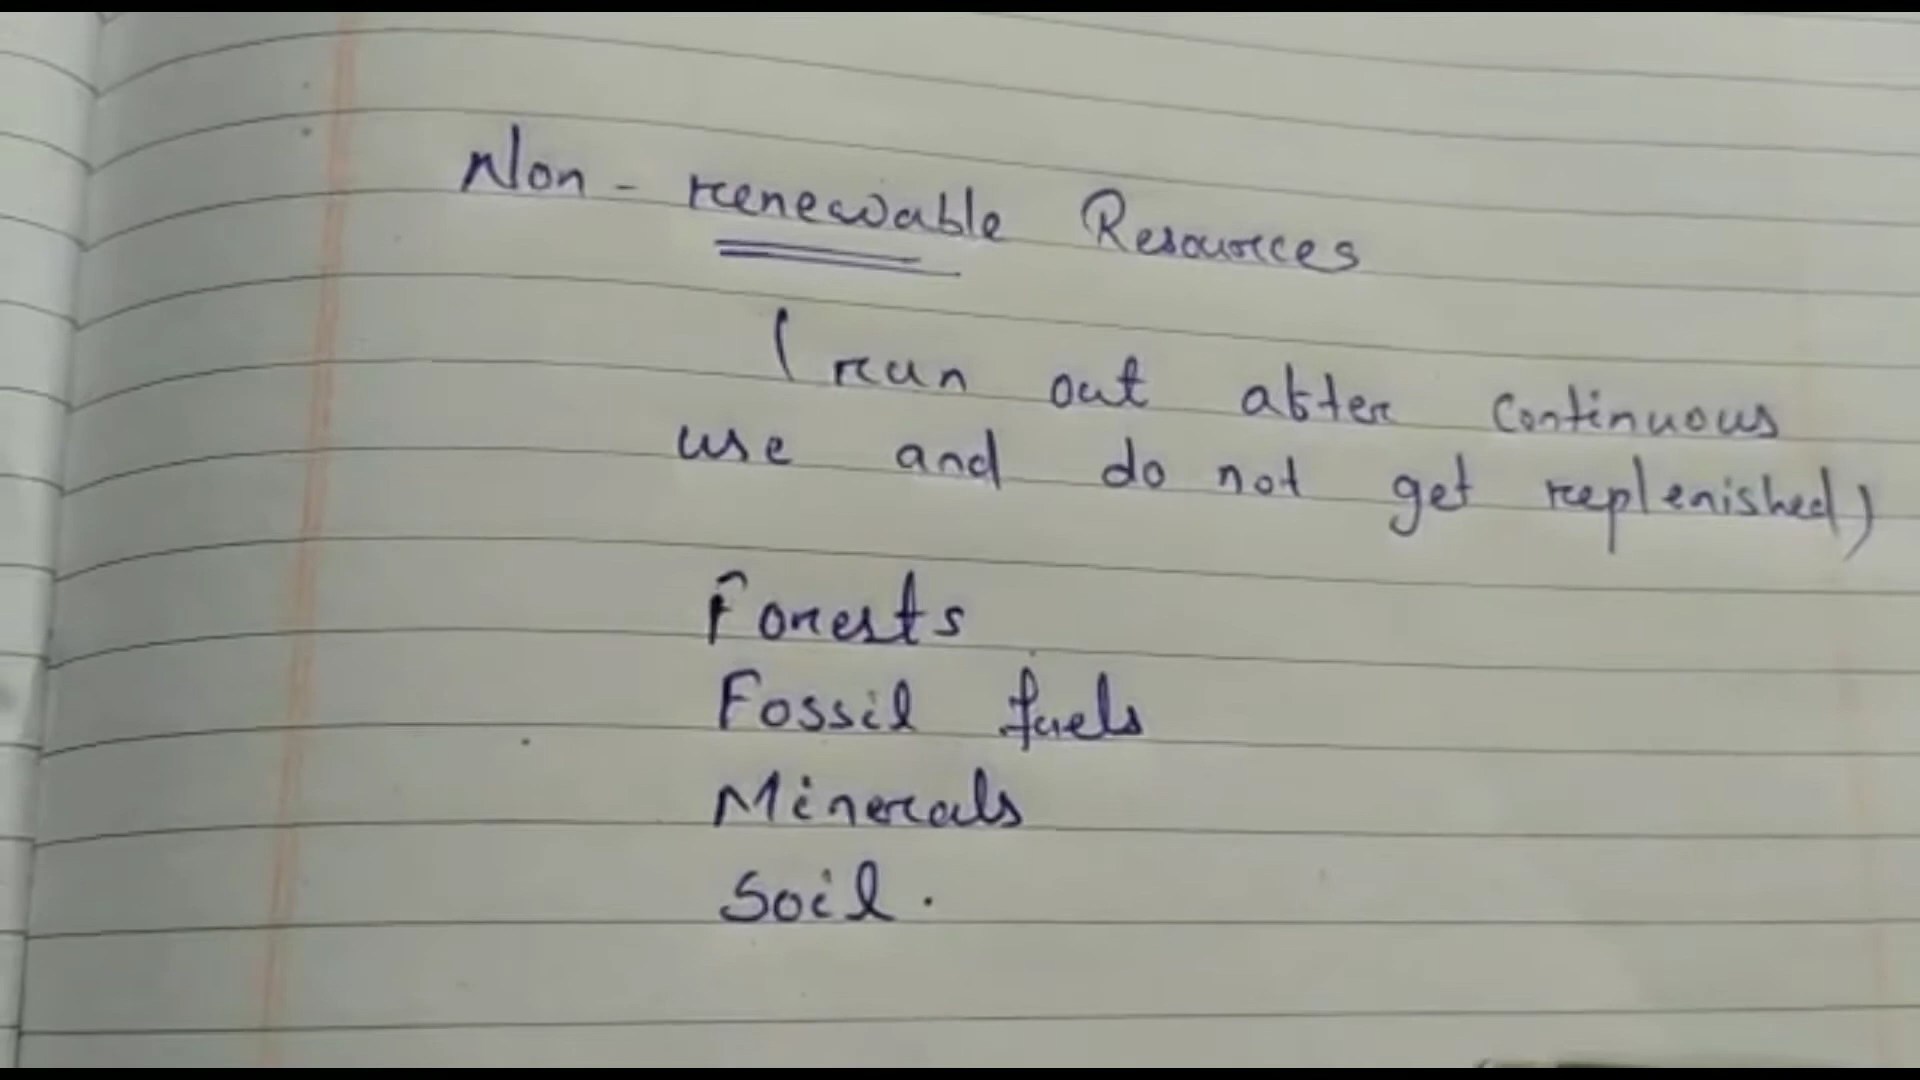 Non - renewable Resources
(run out after continuous
use and do not get replenished)
Forests
Fossil fuels
Minerals
Soil.